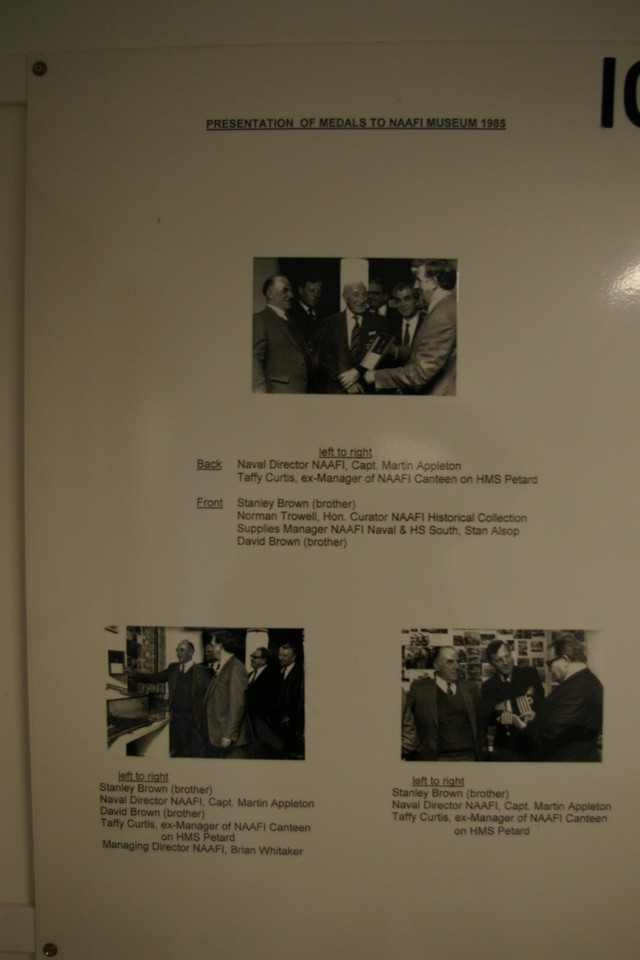 IC
PRESENTATION OF MEDALS TO NAAFI MUSEUM 1985
left to right
Back Naval Director NAAFI, Capt. Martin Appleton
Taffy Curtis, ex-Manager of NAAFI Canteen on HMS Petard
Front Stanley Brown (brother)
Norman Trowell, Hon. Curator NAAFI Historical Collection
Supplies Manager NAAFI Naval & HS South, Stan Alsop
David Brown (brother)
left to right
Stanley Brown (brother)
Naval Director NAAFI, Capt. Martin Appleton
David Brown (brother)
Taffy Curtis, ex-Manager of NAAFI Canteen
on HMS Petard
Managing Director NAAFI, Brian Whitaker
left to right
Stanley Brown (brother)
Naval Director NAAFI, Capt. Martin Appleton
Taffy Curtis, ex-Manager of NAAFI Canteen
on HMS Petard